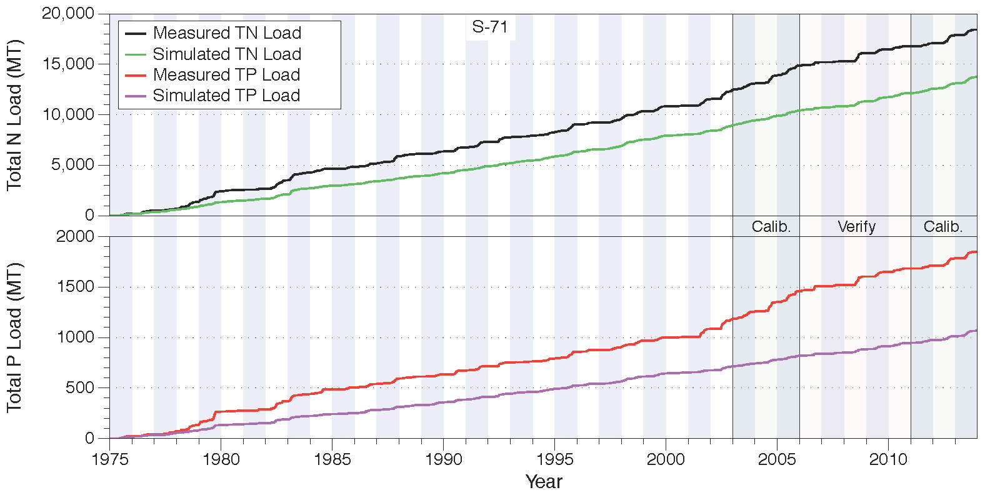 20,000
15,000
10,000
5,000
0
Total N Load (MT)
S-71
Measured TN Load
Simulated TN Load
Measured TP Load
Simulated TP Load
Calib.
Verify
Calib.
2000
1500
1000
500
0
Total P Load (MT)
1975
1980
1985
1990
1995
2000
2005
2010
Year